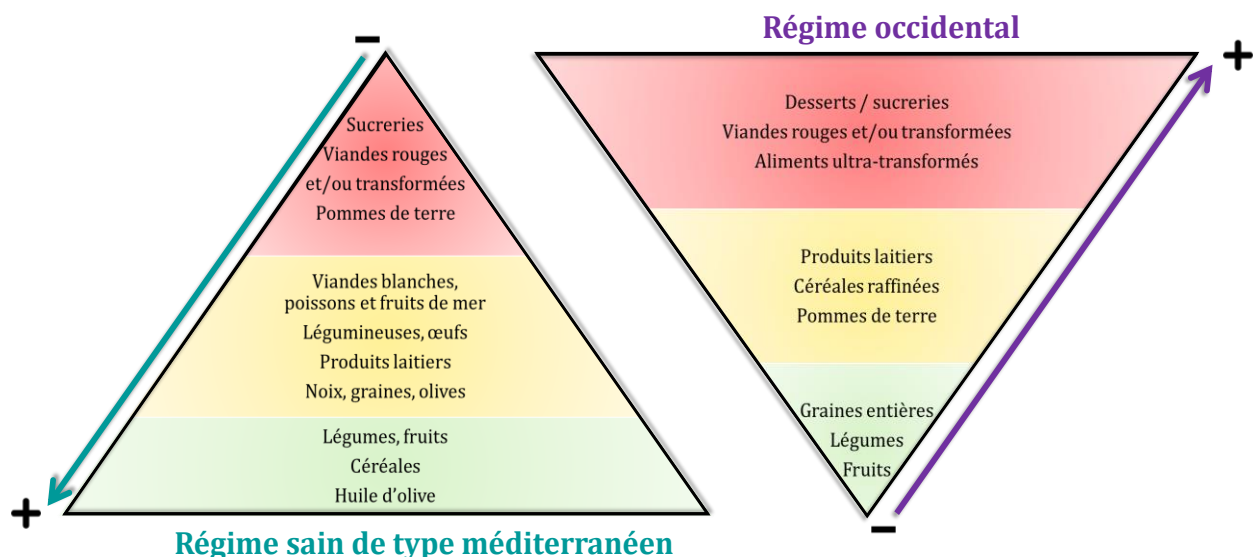 Régime occidental
−
+
Sucreries
Viandes rouges
et/ou transformées
Pommes de terre
Viandes blanches,
poissons et fruits de mer
Légumineuses, œufs
Produits laitiers
Noix, graines, olives
Légumes, fruits
Céréales
Huile d’olive
+
Régime sain de type méditerranéen
Desserts / sucreries
Viandes rouges et/ou transformées
Aliments ultra-transformés
Produits laitiers
Céréales raffinées
Pommes de terre
Graines entières
Légumes
Fruits
−